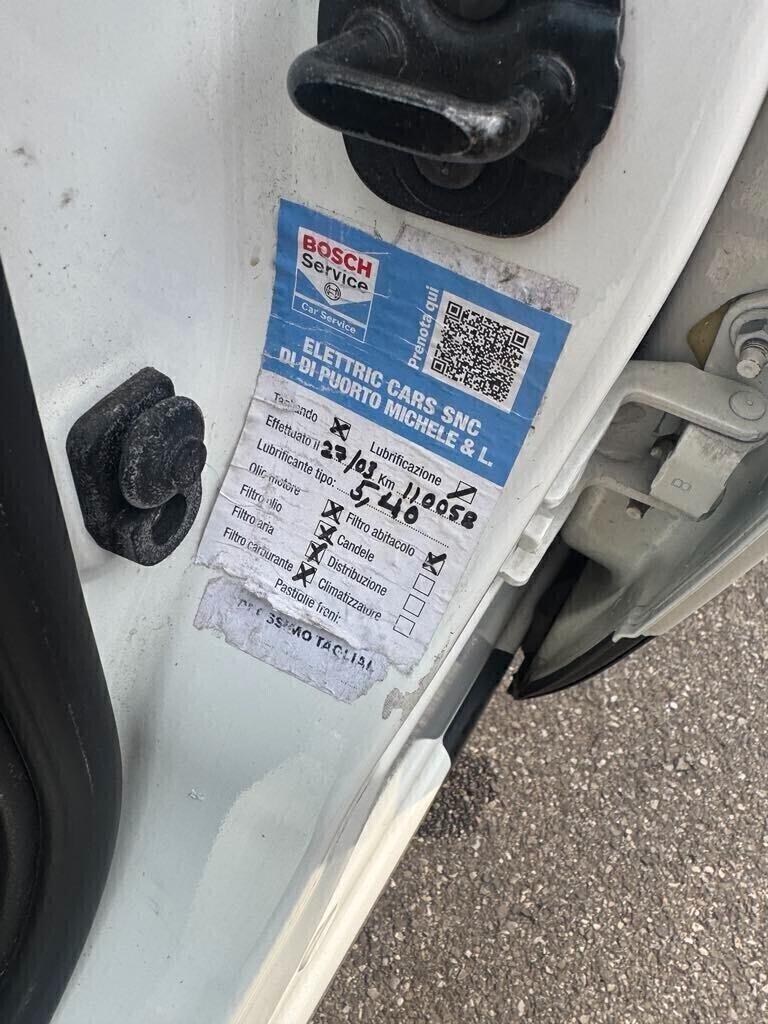 BOSCH
Service
Car Service
Prenota qui
ELETTRIC CARS SNC
DI DI PUORTO MICHELE & L.
Tagliando Lubrificazione
Effettuato il 27/03 Km 110058
Lubrificante tipo: 5,40
Olio motore Filtro abitacolo
Filtro olio Candele
Filtro aria Distribuzione
Filtro carburante Climatizzatore
Pastiglie freni:
TAGLIAN
8